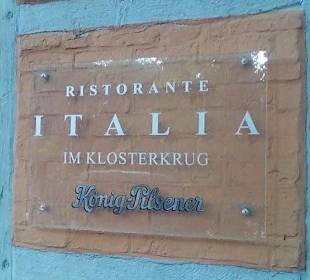 RISTORANTE
ITALIA
IM KLOSTERKRUG
König Pilsener